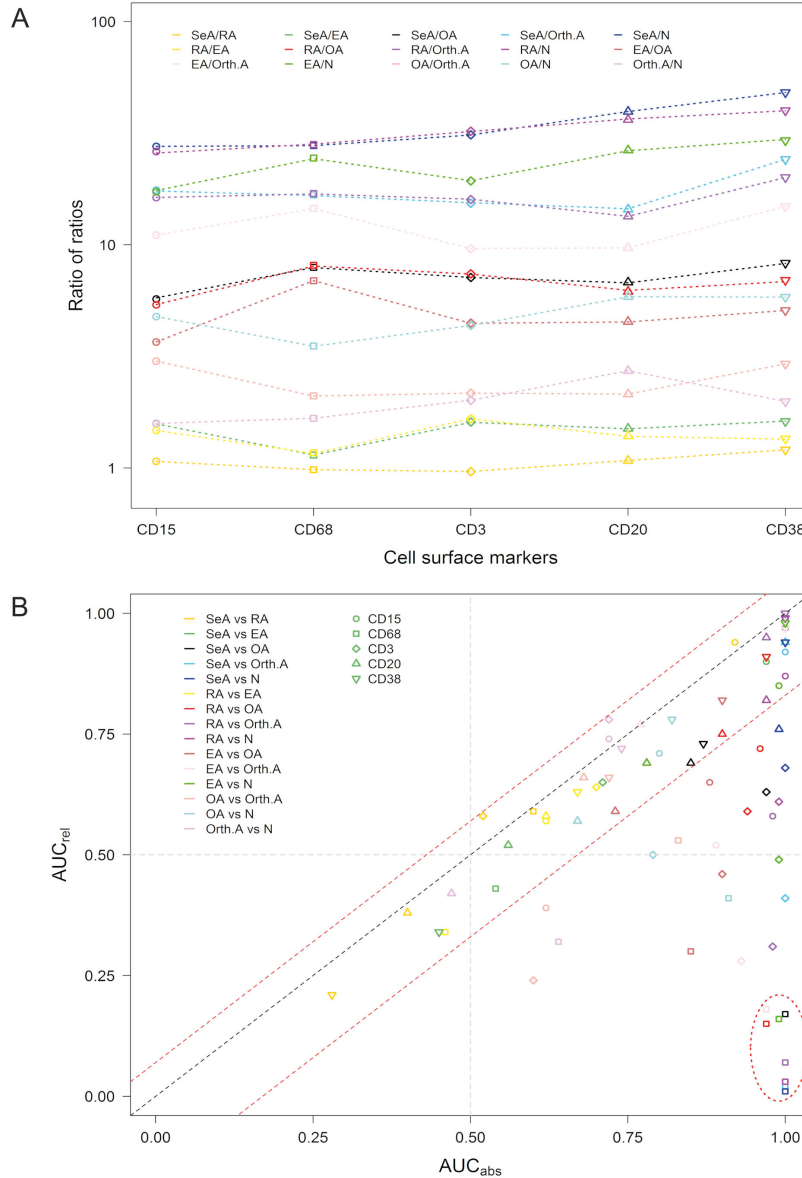 A
100
SeA/RA SeA/EA SeA/OA SeA/Orth.A SeA/N
RA/EA RA/OA RA/Orth.A RA/N EA/OA
EA/Orth.A EA/N OA/Orth.A OA/N Orth.A/N
Ratio of ratios
10
1
CD15 CD68 CD3 CD20 CD38
Cell surface markers
B
1.00
0.75
0.50
0.25
0.00
AUCrel
SeA vs RA
SeA vs EA
SeA vs OA
SeA vs Orth.A
SeA vs N
RA vs EA
RA vs OA
RA vs Orth.A
RA vs N
EA vs OA
EA vs Orth.A
EA vs N
OA vs Orth.A
OA vs N
Orth.A vs N
CD15
CD68
CD3
CD20
CD38
0.00 0.25 0.50 0.75 1.00
AUCabs